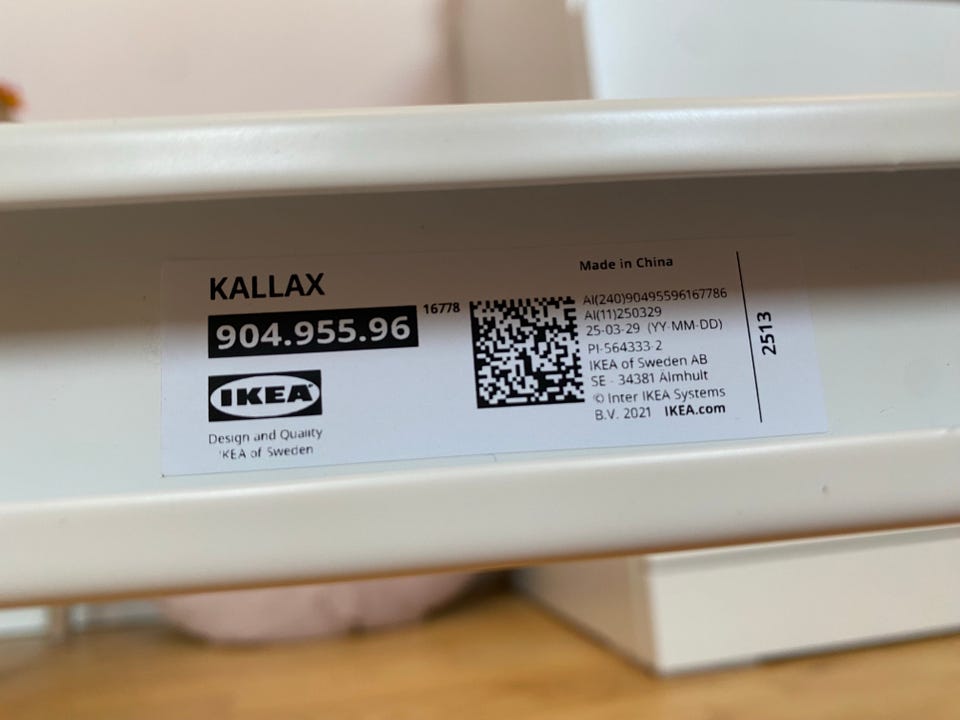 KALLAX
904.955.96
16778
IKEA
Design and Quality
IKEA of Sweden
Made in China
AI(240)90495596167786
AI(11)250329
25-03-29 (YY-MM-DD)
PI-564333-2
IKEA of Sweden AB
SE - 34381 Älmhult
© Inter IKEA Systems
B.V. 2021 IKEA.com
2513